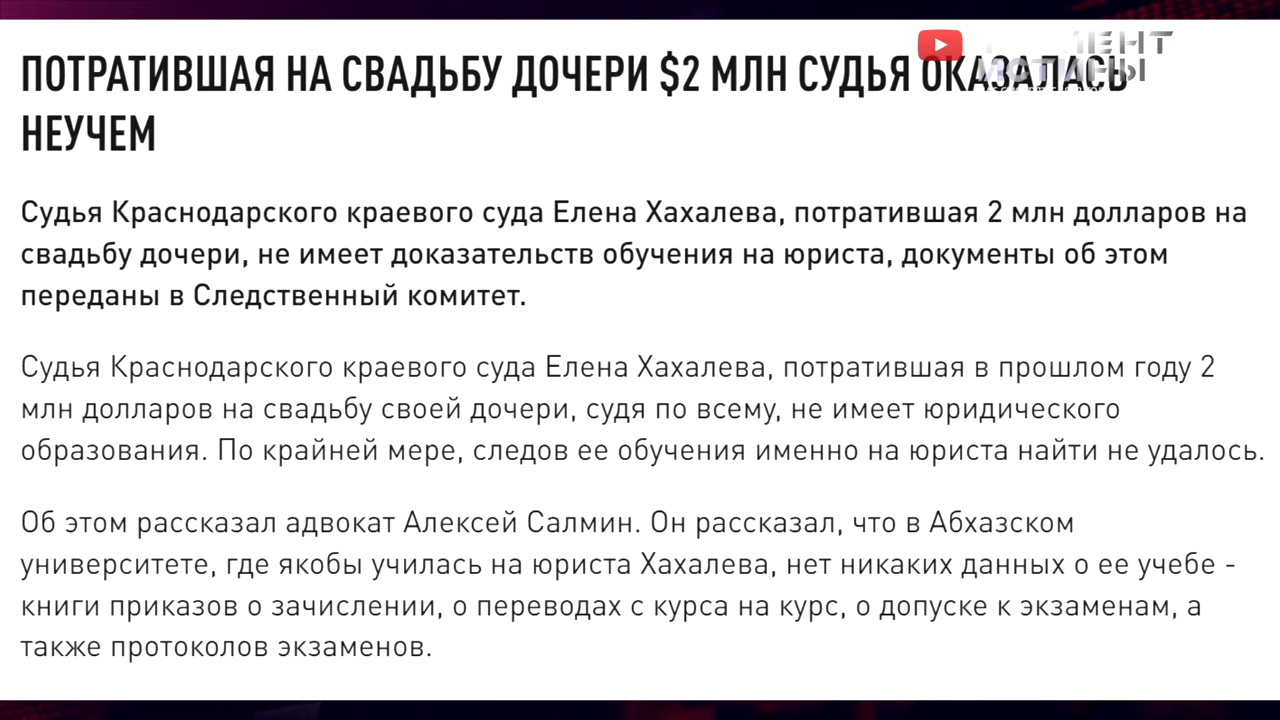 ПОТРАТИВШАЯ НА СВАДЬБУ ДОЧЕРИ $2 МЛН СУДЬЯ ОКАЗАЛАСЬ
НЕУЧЕМ
Судья Краснодарского краевого суда Елена Хахалева, потратившая 2 млн долларов на
свадьбу дочери, не имеет доказательств обучения на юриста, документы об этом
переданы в Следственный комитет.
Судья Краснодарского краевого суда Елена Хахалева, потратившая в прошлом году 2
млн долларов на свадьбу своей дочери, судя по всему, не имеет юридического
образования. По крайней мере, следов ее обучения именно на юриста найти не удалось.
Об этом рассказал адвокат Алексей Салмин. Он рассказал, что в Абхазском
университете, где якобы училась на юриста Хахалева, нет никаких данных о ее учебе -
книги приказов о зачислении, о переводах с курса на курс, о допуске к экзаменам, а
также протоколов экзаменов.